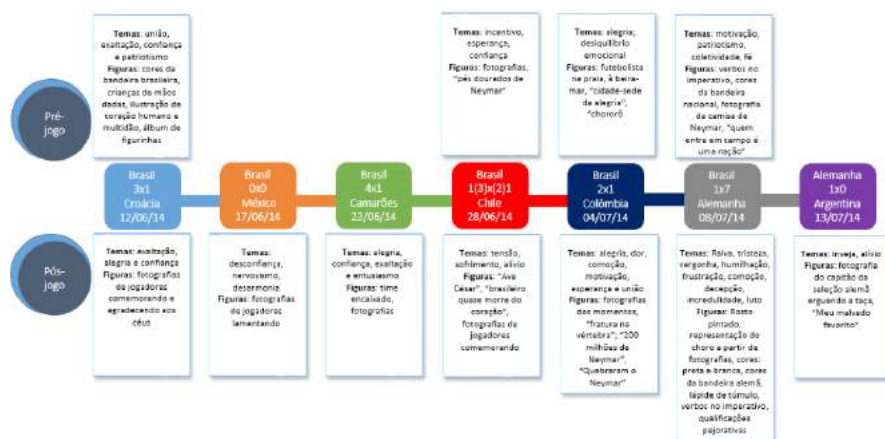 Temas: união,
exaltação, confiança
e patriotismo
Figuras: cores da
bandeira brasileira,
crianças de mãos
dadas, ilustração de
coração humano e
multidão, álbum de
figurinhas
Temas: incentivo,
esperança,
confiança
Figuras: fotografias,
"pés dourados de
Neymar"
Temas: alegria;
desiquilíbrio
emocional
Figuras: futebolista
na praia, à beira-
mar, "cidade-sede
da alegria",
"chororô
Temas: motivação,
patriotismo,
coletividade, fé
Figuras: verbos no
imperativo, cores
da bandeira
nacional, fotografia
da camisa de
Neymar, "quem
entra em campo é
uma nação"
Pré-
jogo
Brasil
3x1
Croácia
12/06/14
Brasil
0x0
México
17/06/14
Brasil
4x1
Camarões
23/06/14
Brasil
1(3)x(2)1
Chile
28/06/14
Brasil
2x1
Colômbia
04/07/14
Brasil
1x7
Alemanha
08/07/14
Alemanha
1x0
Argentina
13/07/14
Pós-
jogo
Temas: exaltação,
alegria e confiança
Figuras: fotografias
de jogadores
comemorando e
agredecendo aos
céus
Temas:
desconfiança,
nervosismo,
desarmonia
Figuras: fotografias
de jogadores
lamentando
Temas: alegria,
confiança, exaltação
e entusiasmo
Figuras: time
encaixado,
fotografias
Temas: tensão,
sofrimento, alívio
Figuras: "Ave
César", "brasileiro
quase morre do
coração",
fotografias de
jogadores
comemorando
Temas: alegria, dor,
comoção,
motivação,
esperança e união
Figuras: fotografias
dos momentos,
"fratura na
vértebra"; "200
milhões de
Neymar",
"Quebraram o
Neymar"
Temas: Raiva, tristeza,
vergonha, humilhação,
frustração, comoção,
decepção,
incredulidade, luto
Figuras: Rosto
pintado,
representação de
choro a partir de
fotografias, cores:
preta e branca, cores
da bandeira alemã,
lápide de túmulo,
verbos no imperativo,
qualificações
pejorativas
Temas: inveja, alívio
Figuras: fotografia
do capitão da
seleção alemã
erguendo a taça,
"Meu malvado
favorito"